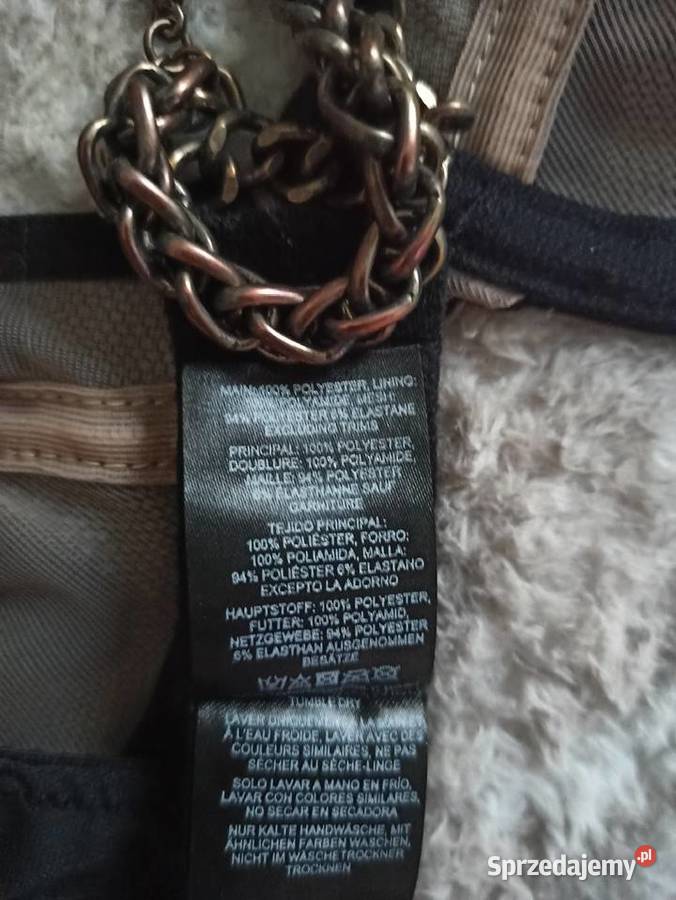 MAIN: 100% POLYESTER, LINING:
POLYAMIDE, MESH:
94% POLYESTER 6% ELASTANE
EXCLUDING TRIMS
PRINCIPAL: 100% POLYESTER
DOUBLURE: 100% POLYAMIDE,
MAILLE: 94% POLYESTER
6% ELASTHANNE SAUF
GARNITURE
TEJIDO PRINCIPAL:
100% POLIÉSTER, FORRO:
100% POLIAMIDA, MALLA:
94% POLIÉSTER 6% ELASTANO
EXCEPTO LA ADORNO
HAUPTSTOFF: 100% POLYESTER,
FUTTER: 100% POLYAMID,
NETZGEWEBE: 94% POLYESTER
6% ELASTHAN AUSGENOMMEN
BESÄTZE
TUMBLE DRY
LAVER
À L'EAU FROIDE, LAVER AVEC DES
COULEURS SIMILAIRES, NE PAS
SÉCHER AU SÈCHE-LINGE
SOLO LAVAR A MANO EN FRÍO,
LAVAR CON COLORES SIMILARES,
NO SECAR EN SECADORA
NUR KALTE HANDWÄSCHE, MIT
ÄHNLICHEN FARBEN WASCHEN,
NICHT IM WÄSCHETROCKNER
TROCKNEN
Sprzedajemy.pl